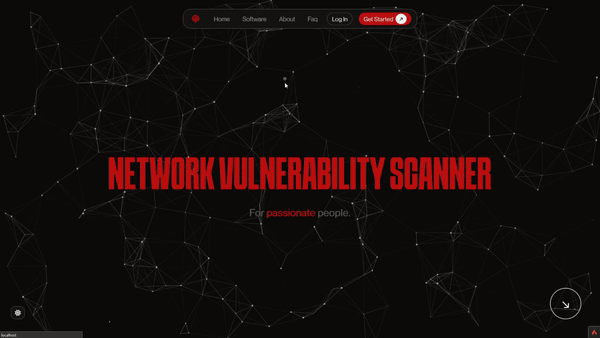 Home Software About Faq Log In Get Started
NETWORK VULNERABILITY SCANNER
For passionate people.
localhost